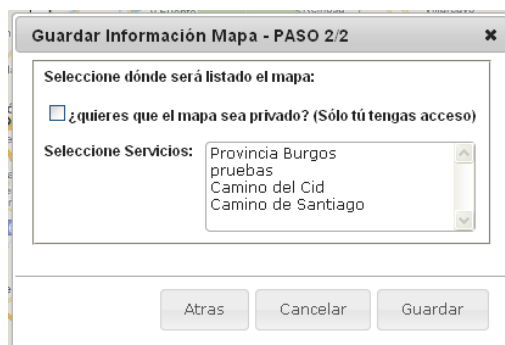 Guardar Información Mapa - PASO 2/2
Seleccione dónde será listado el mapa:
¿quieres que el mapa sea privado? (Sólo tú tengas acceso)
Seleccione Servicios:
Provincia Burgos
pruebas
Camino del Cid
Camino de Santiago
Atras Cancelar Guardar